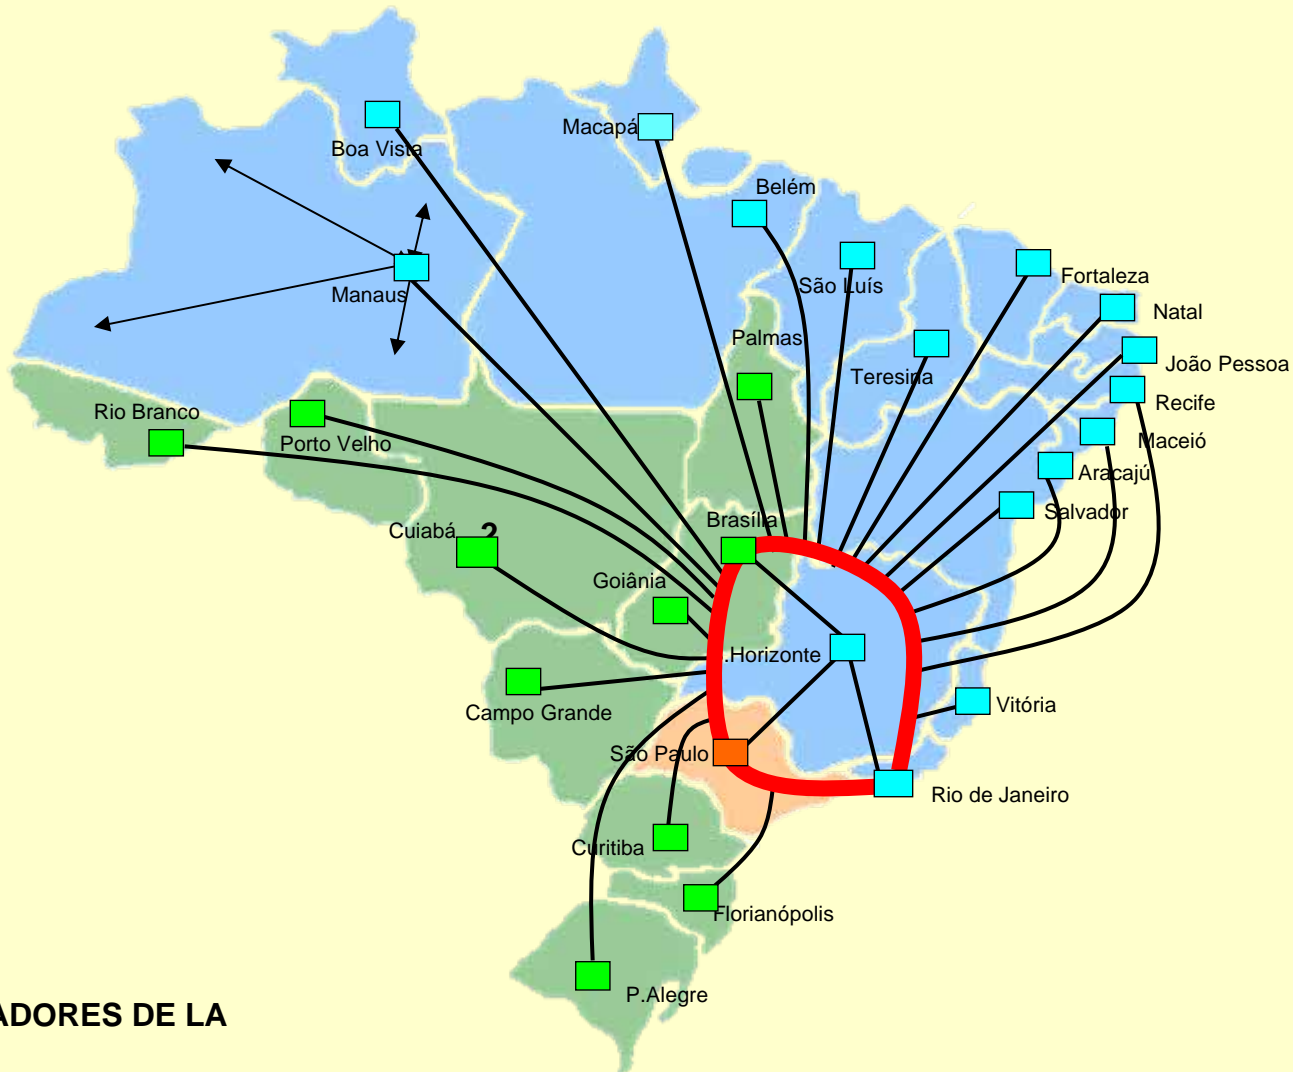 Macapá
Boa Vista
Belém
Fortaleza
São Luís
Manaus
Natal
Palmas
João Pessoa
Teresina
Recife
Rio Branco
Porto Velho
Maceió
Aracajú
Salvador
Brasília
Cuiabá
2
Goiânia
.Horizonte
Vitória
Campo Grande
São Paulo
Rio de Janeiro
Curitiba
Florianópolis
P.Alegre
ADORES DE LA